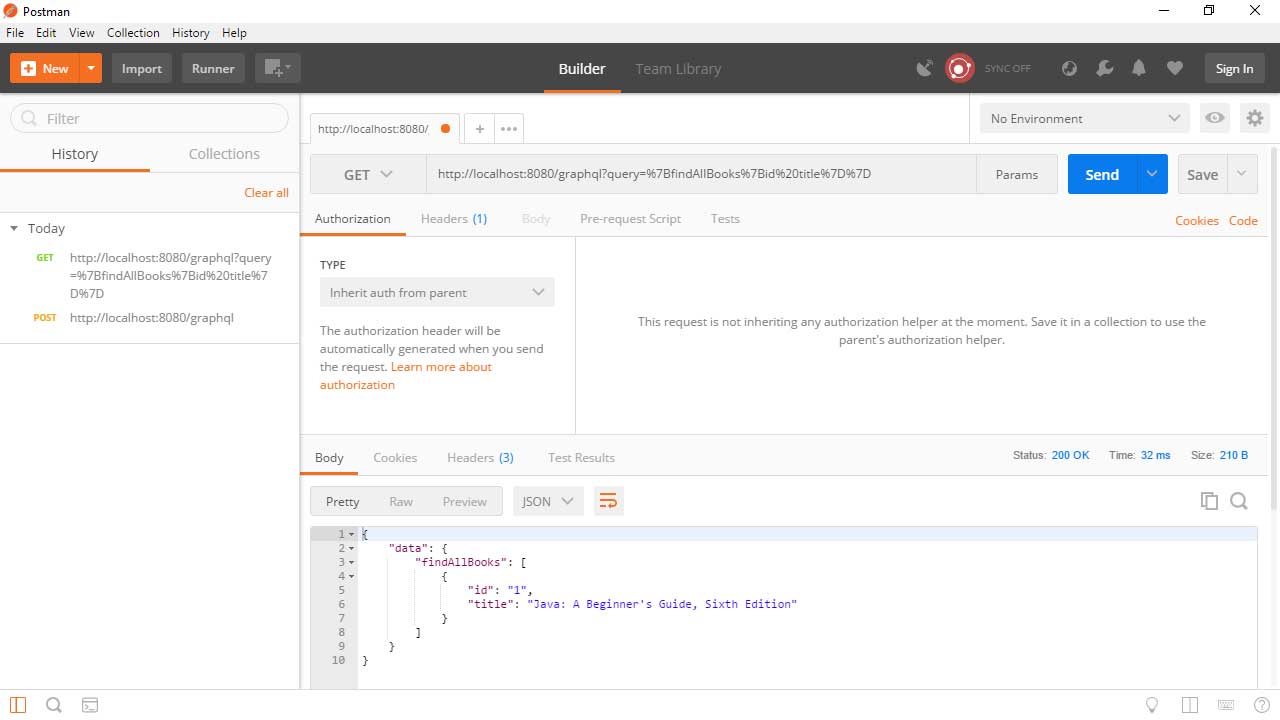 Postman
File Edit View Collection History Help
New Import Runner Builder Team Library SYNC OFF Sign In
Filter
History Collections
Clear all
Today
GET http://localhost:8080/graphql?query
=%7BfindAllBooks%7Bid%20title%7
D%7D
POST http://localhost:8080/graphql
http://localhost:8080/ + ••• No Environment
GET http://localhost:8080/graphql?query=%7BfindAllBooks%7Bid%20title%7D%7D Params Send Save
Authorization Headers (1) Body Pre-request Script Tests Cookies Code
TYPE
Inherit auth from parent
The authorization header will be
automatically generated when you send
the request. Learn more about
authorization
This request is not inheriting any authorization helper at the moment. Save it in a collection to use the
parent's authorization helper.
Body Cookies Headers (3) Test Results Status: 200 OK Time: 32 ms Size: 210 B
Pretty Raw Preview JSON
1 {
2 "data": {
3 "findAllBooks": [
4 {
5 "id": "1",
6 "title": "Java: A Beginner's Guide, Sixth Edition"
7 }
8 ]
9 }
10 }